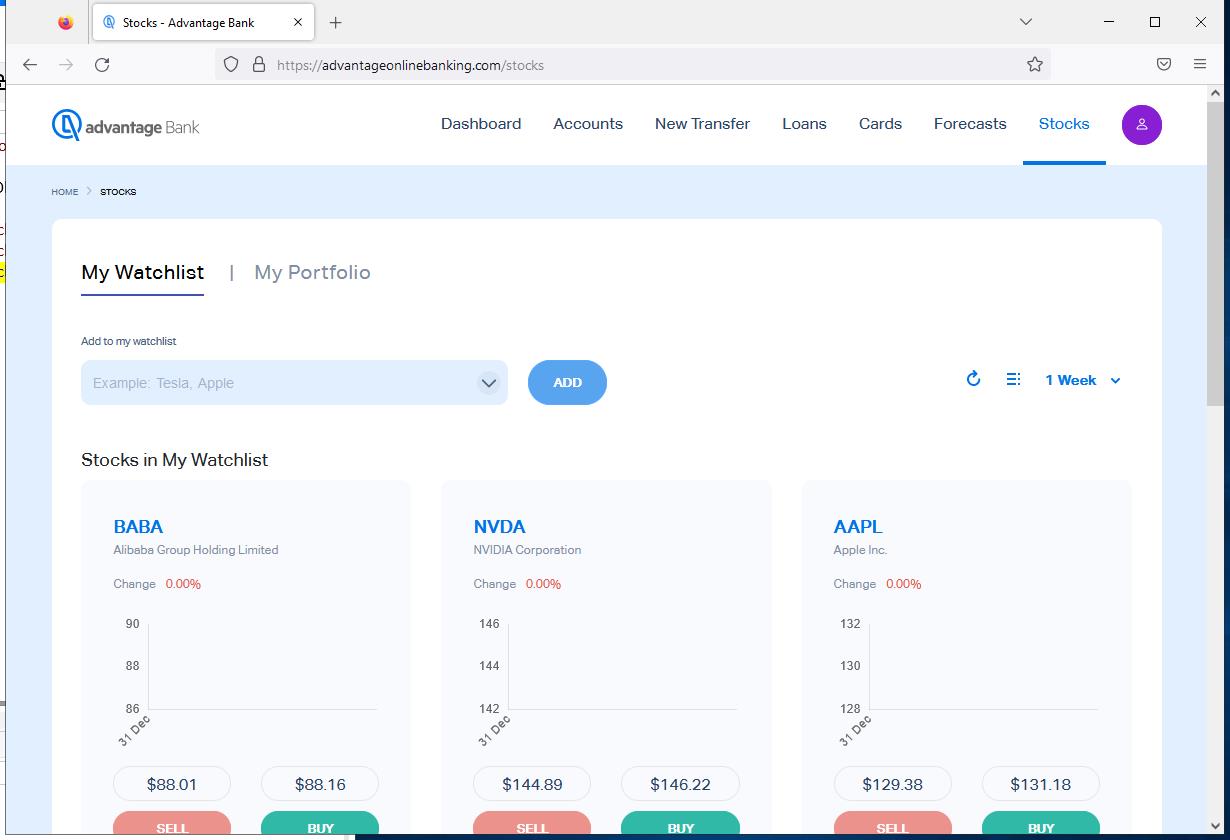 Stocks - Advantage Bank
https://advantageonlinebanking.com/stocks
advantage Bank
Dashboard Accounts New Transfer Loans Cards Forecasts Stocks
HOME > STOCKS
My Watchlist | My Portfolio
Add to my watchlist
Example: Tesla, Apple
ADD
1 Week
Stocks in My Watchlist
BABA
Alibaba Group Holding Limited
Change 0.00%
90
88
86
31 Dec
$88.01 $88.16
SELL BUY
NVDA
NVIDIA Corporation
Change 0.00%
146
144
142
31 Dec
$144.89 $146.22
SELL BUY
AAPL
Apple Inc.
Change 0.00%
132
130
128
31 Dec
$129.38 $131.18
SELL BUY